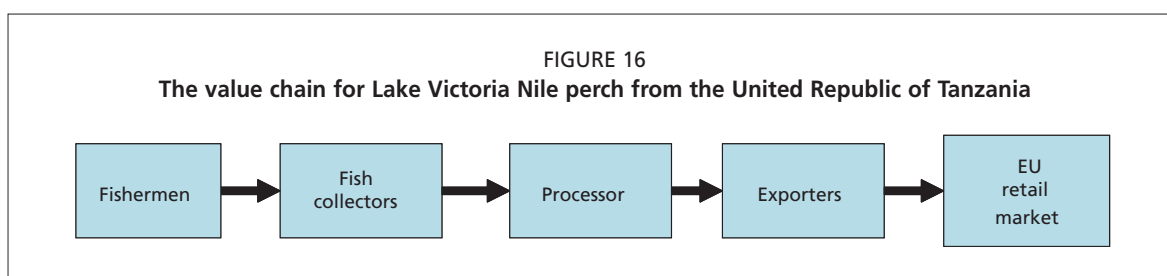 FIGURE 16
The value chain for Lake Victoria Nile perch from the United Republic of Tanzania
Fishermen
Fish
collectors
Processor
Exporters
EU
retail
market